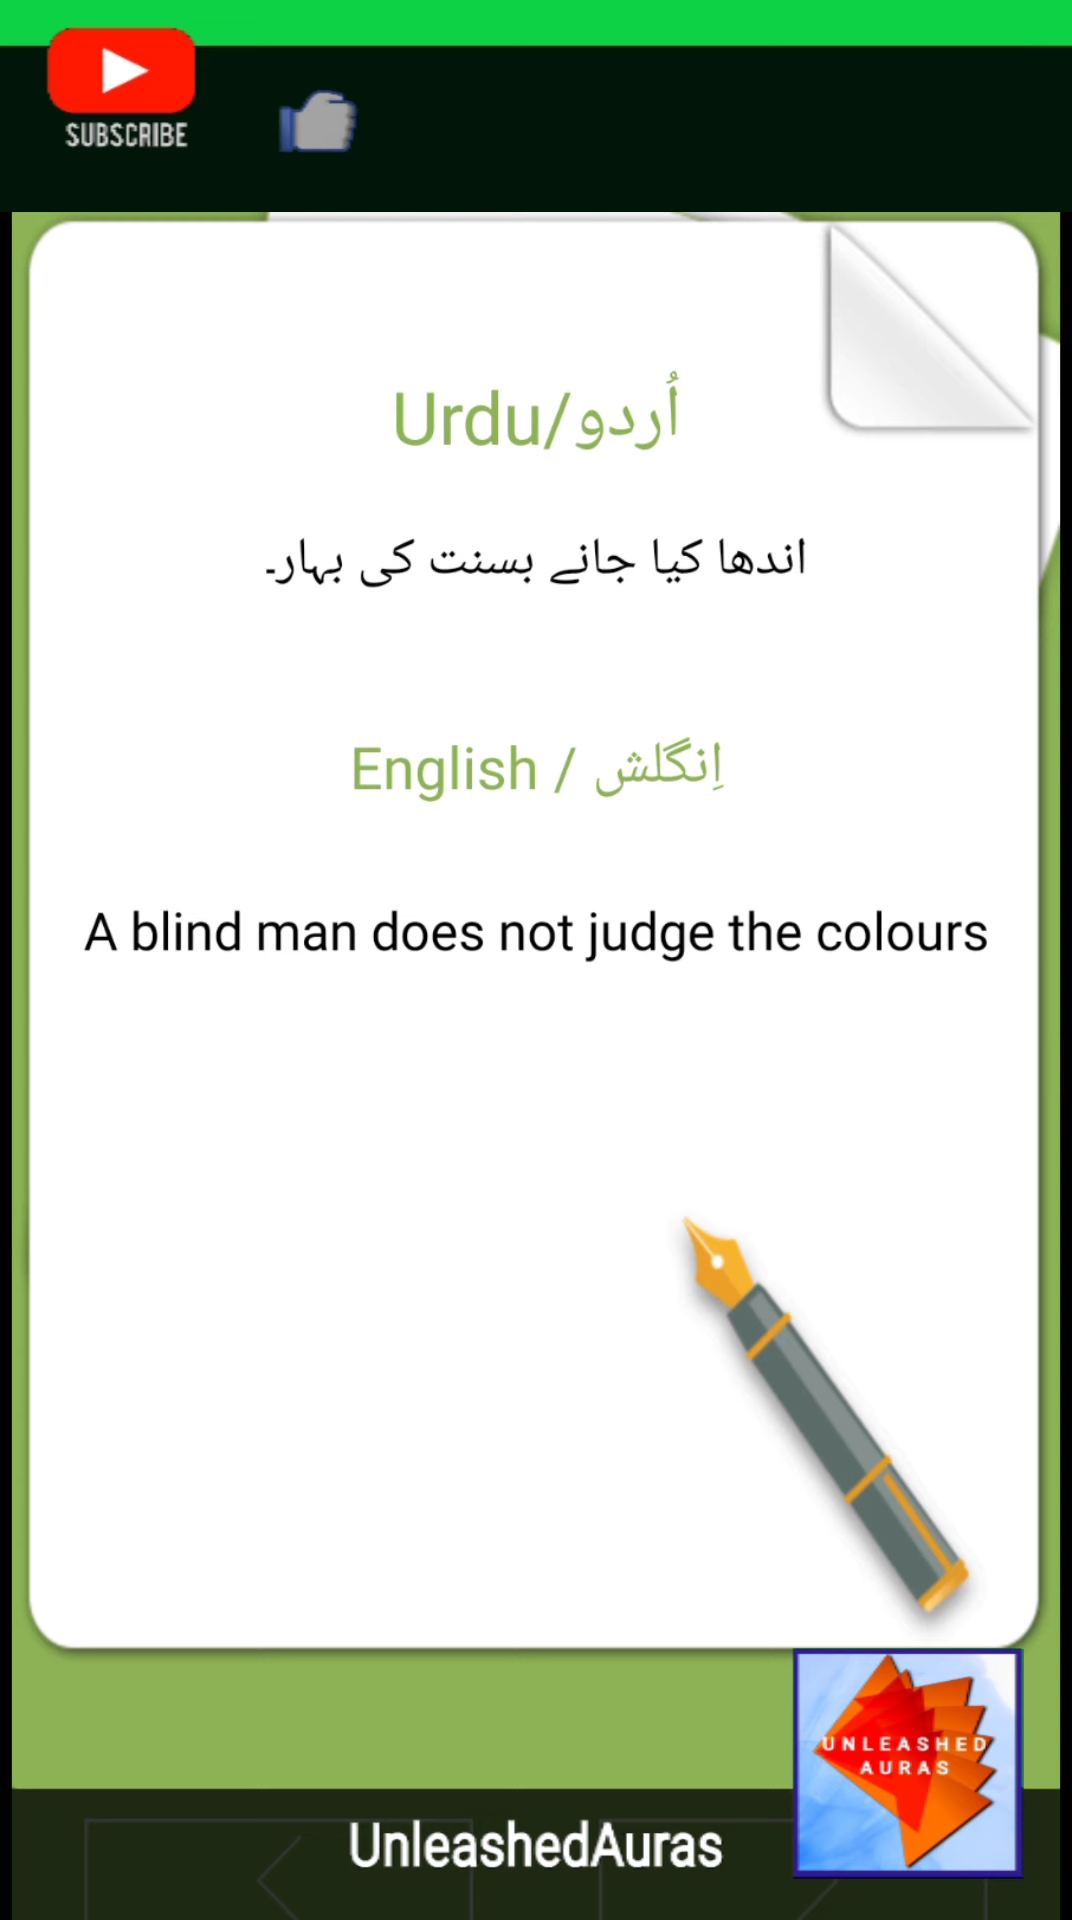 SUBSCRIBE
Urdu/اُردو
اندھا کیا جانے بسنت کی بہار۔
English / اِنگلش
A blind man does not judge the colours
UNLEASHED
AURAS
UnleashedAuras